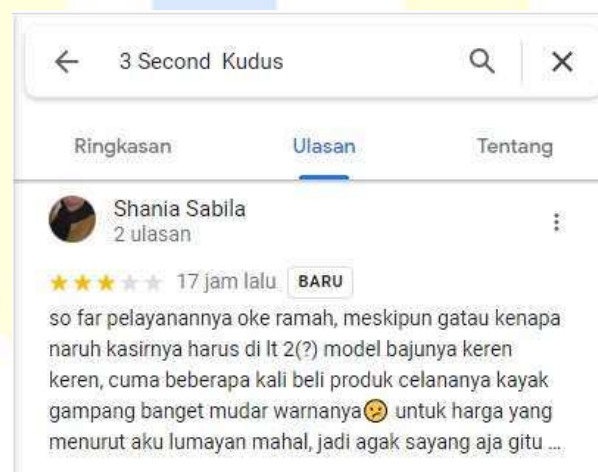 3 Second Kudus
Ringkasan Ulasan Tentang
Shania Sabila
2 ulasan
17 jam lalu BARU
so far pelayanannya oke ramah, meskipun gatau kenapa
naruh kasirnya harus di lt 2(?) model bajunya keren
keren, cuma beberapa kali beli produk celananya kayak
gampang banget mudar warnanya😕 untuk harga yang
menurut aku lumayan mahal, jadi agak sayang aja gitu ...